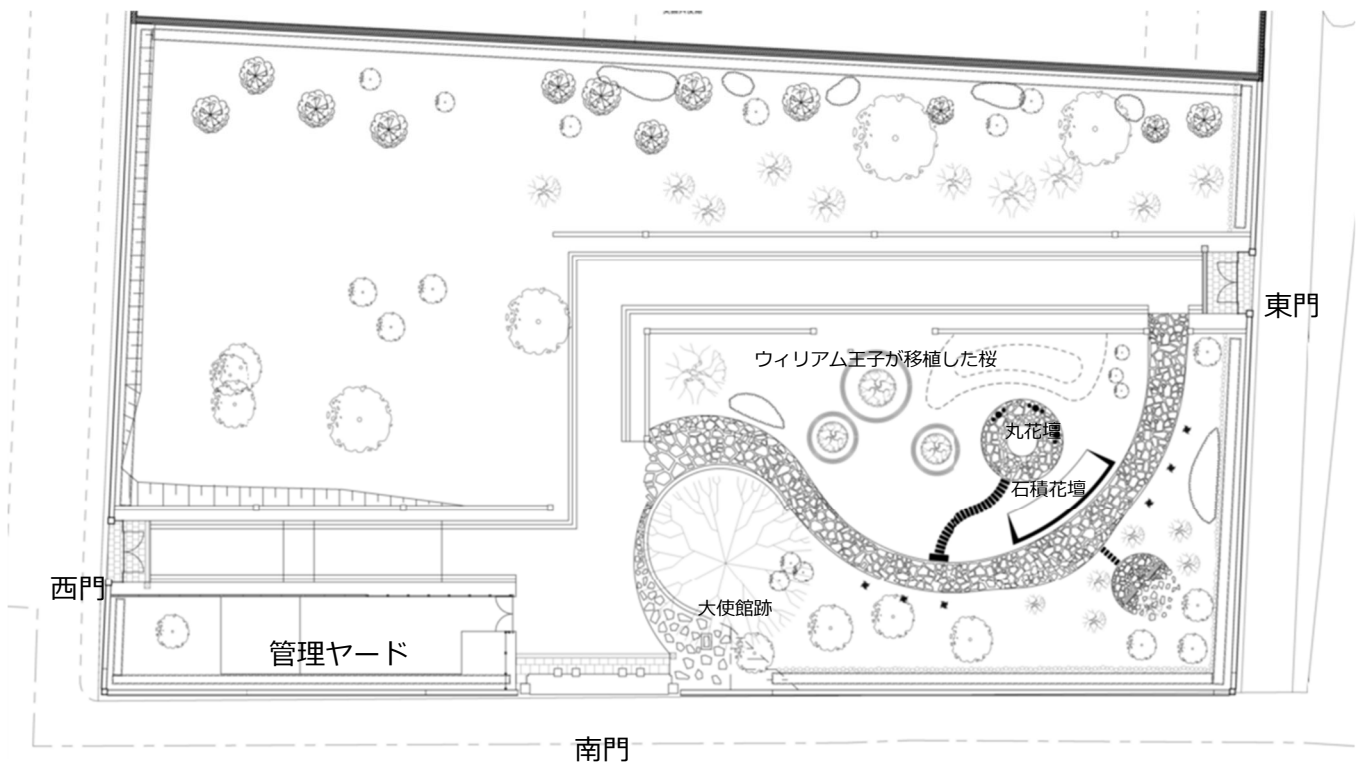 東門
ウィリアム王子が移植した桜
丸花壇
石積花壇
西門
大使館跡
管理ヤード
南門